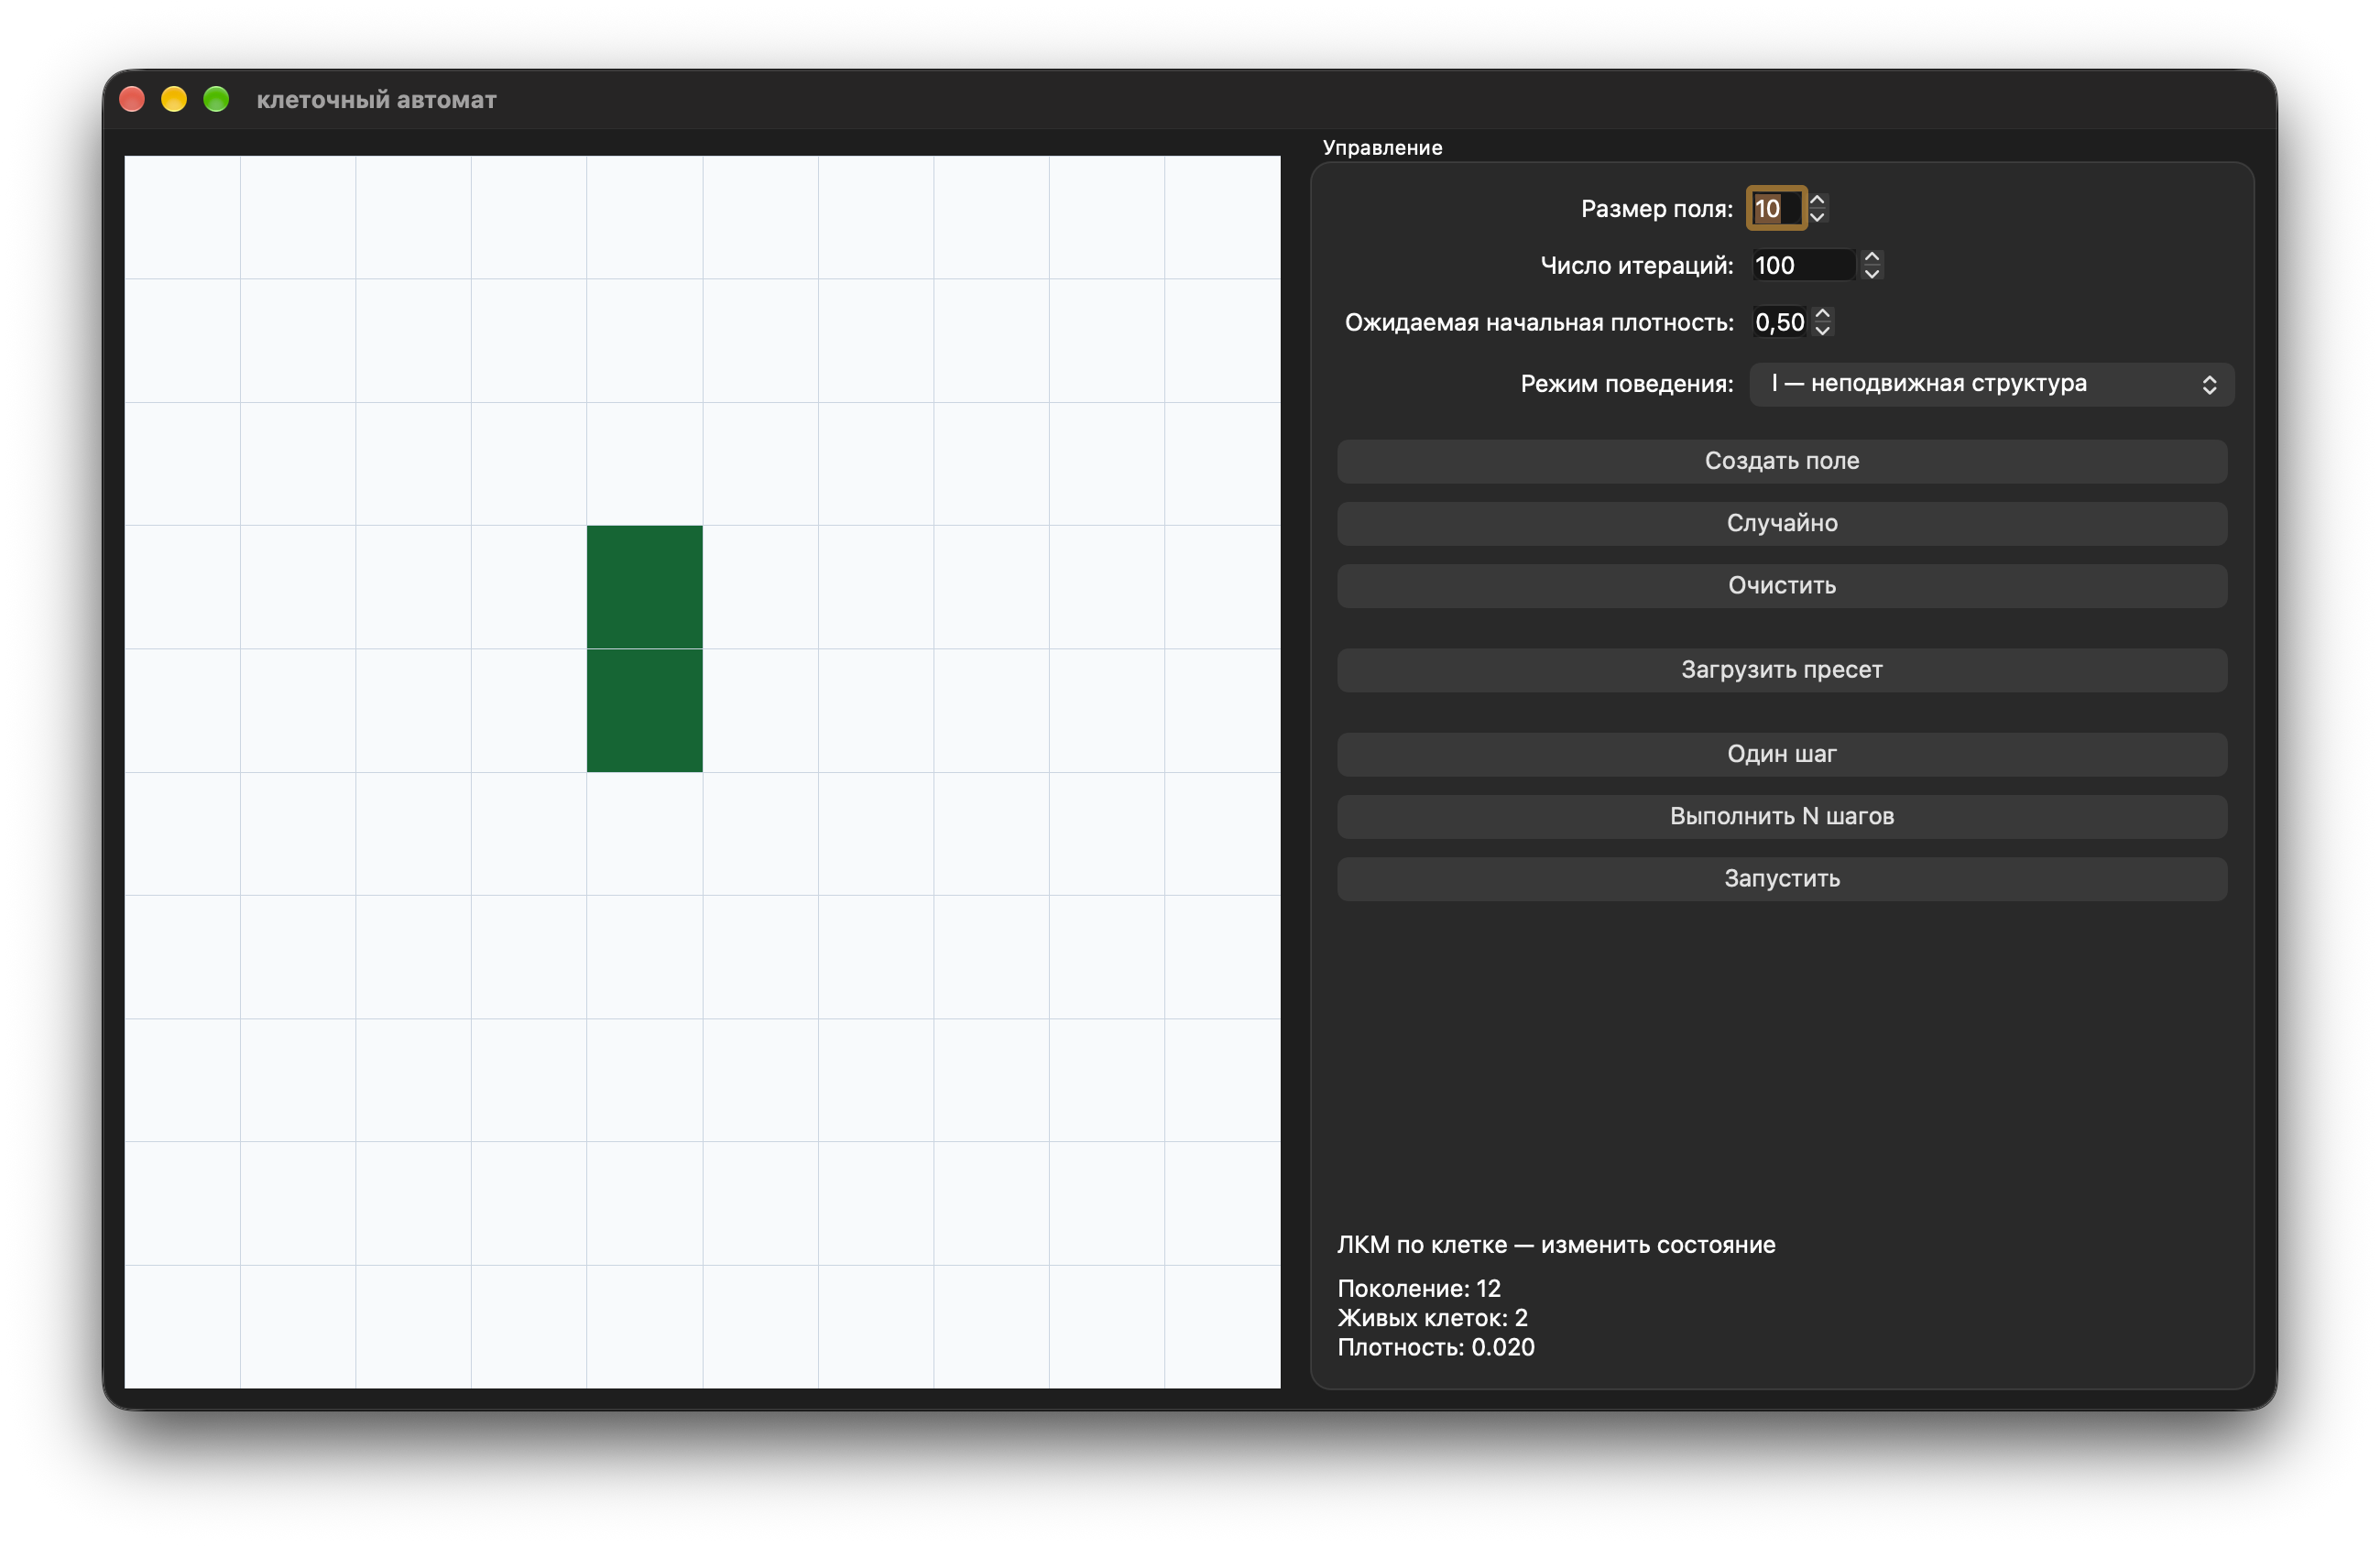 клеточный автомат
Управление
Размер поля: 10
Число итераций: 100
Ожидаемая начальная плотность: 0,50
Режим поведения: I — неподвижная структура
Создать поле
Случайно
Очистить
Загрузить пресет
Один шаг
Выполнить N шагов
Запустить
ЛКМ по клетке — изменить состояние
Поколение: 12
Живых клеток: 2
Плотность: 0.020